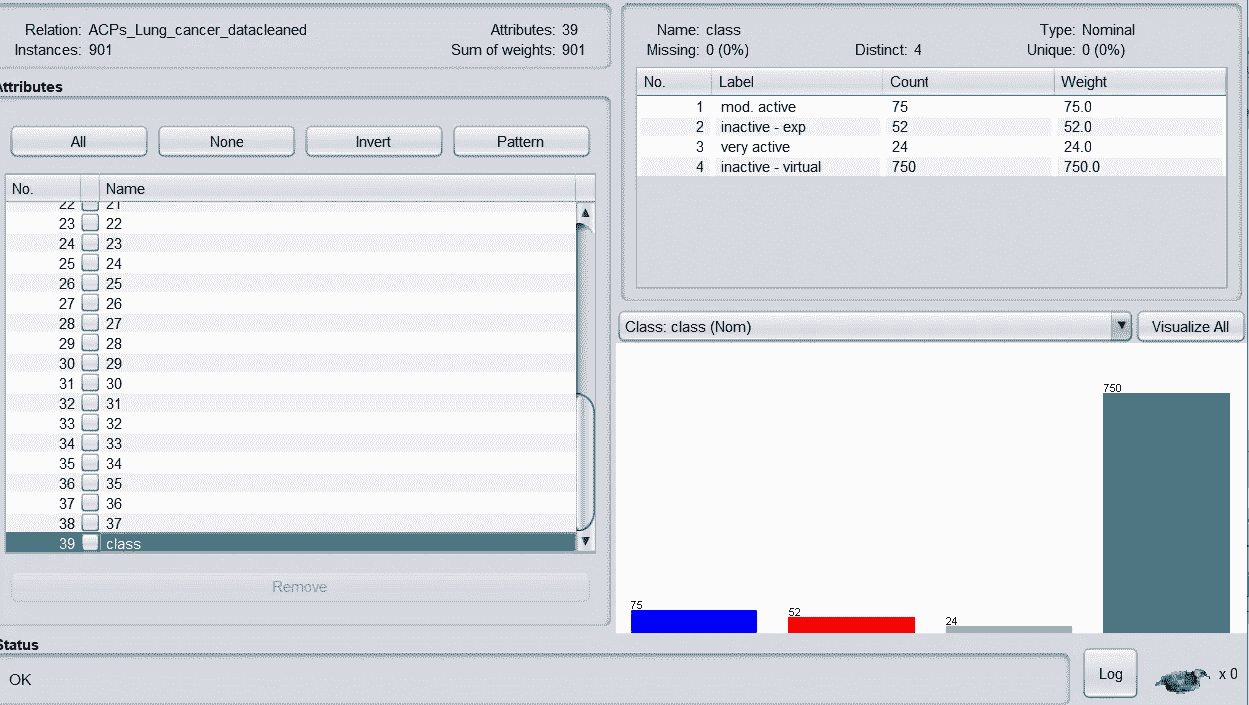 Relation: ACPs_Lung_cancer_datacleaned Attributes: 39
Instances: 901 Sum of weights: 901
Attributes
All None Invert Pattern
No. Name
22 21
23 22
24 23
25 24
26 25
27 26
28 27
29 28
30 29
31 30
32 31
33 32
34 33
35 34
36 35
37 36
38 37
39 class
Remove
Name: class Type: Nominal
Missing: 0 (0%) Distinct: 4 Unique: 0 (0%)
No. Label Count Weight
1 mod. active 75 75.0
2 inactive - exp 52 52.0
3 very active 24 24.0
4 inactive - virtual 750 750.0
Class: class (Nom) Visualize All
750
75
52
24
Status
OK Log x 0